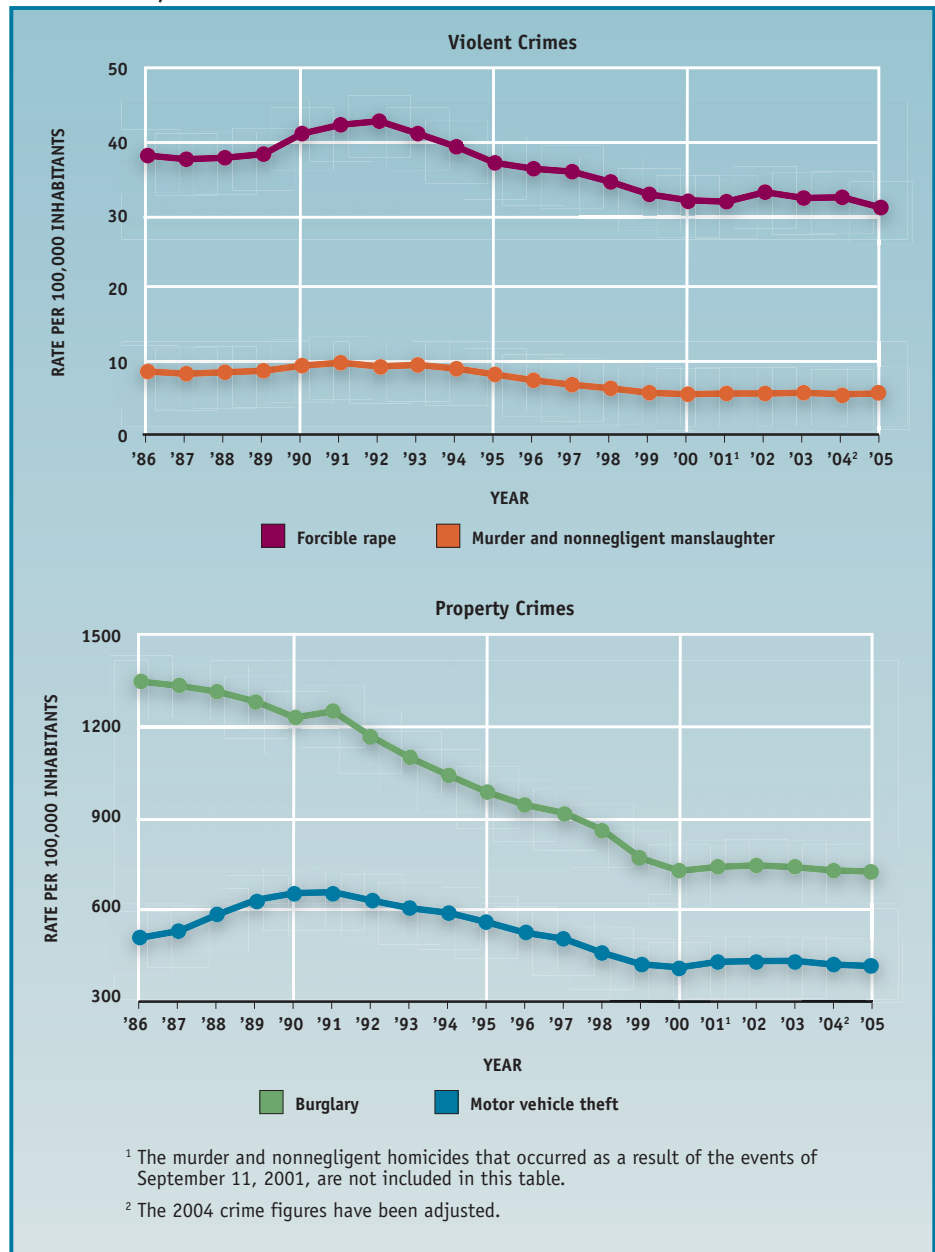 Violent Crimes
50
40
30
20
10
0
RATE PER 100,000 INHABITANTS
’86 ’87 ’88 ’89 ’90 ’91 ’92 ’93 ’94 ’95 ’96 ’97 ’98 ’99 ’00 ’01¹ ’02 ’03 ’04² ’05
YEAR
Forcible rape Murder and nonnegligent manslaughter
Property Crimes
1500
1200
900
600
300
RATE PER 100,000 INHABITANTS
’86 ’87 ’88 ’89 ’90 ’91 ’92 ’93 ’94 ’95 ’96 ’97 ’98 ’99 ’00 ’01¹ ’02 ’03 ’04² ’05
YEAR
Burglary Motor vehicle theft
¹ The murder and nonnegligent homicides that occurred as a result of the events of
September 11, 2001, are not included in this table.
² The 2004 crime figures have been adjusted.